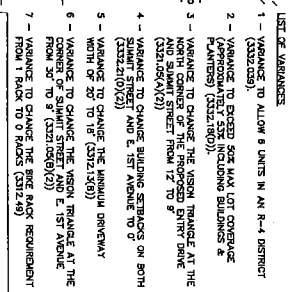 LIST OF VARIANCES
1 - VARIANCE TO ALLOW 6 UNITS IN AN R-4 DISTRICT
(3332.039).
2 - VARIANCE TO EXCEED 50% MAX LOT COVERAGE
(APPROXIMATELY 53% INCLUDING BUILDINGS &
PLANTERS) (3332.18(D)).
3 - VARIANCE TO CHANGE THE VISION TRIANGLE AT THE
NORTH CORNER OF THE PROPOSED ENTRY DRIVE
AND SUMMIT STREET FROM 12' TO 9'
(3321.05(A)(2))
4 - VARIANCE TO CHANGE BUILDING SETBACKS ON BOTH
SUMMIT STREET AND E. 1ST AVENUE TO 0'
(3332.21(D)(2))
5 - VARIANCE TO CHANGE THE MINIMUM DRIVEWAY
WIDTH OF 20' TO 16' (3312.13(B))
6 - VARIANCE TO CHANGE THE VISION TRIANGLE AT THE
CORNER OF SUMMIT STREET AND E. 1ST AVENUE
FROM 30' TO 9' (3321.05(B)(2))
7 - VARIANCE TO CHANGE THE BIKE RACK REQUIREMENT
FROM 1 RACK TO 0 RACKS (3312.49)